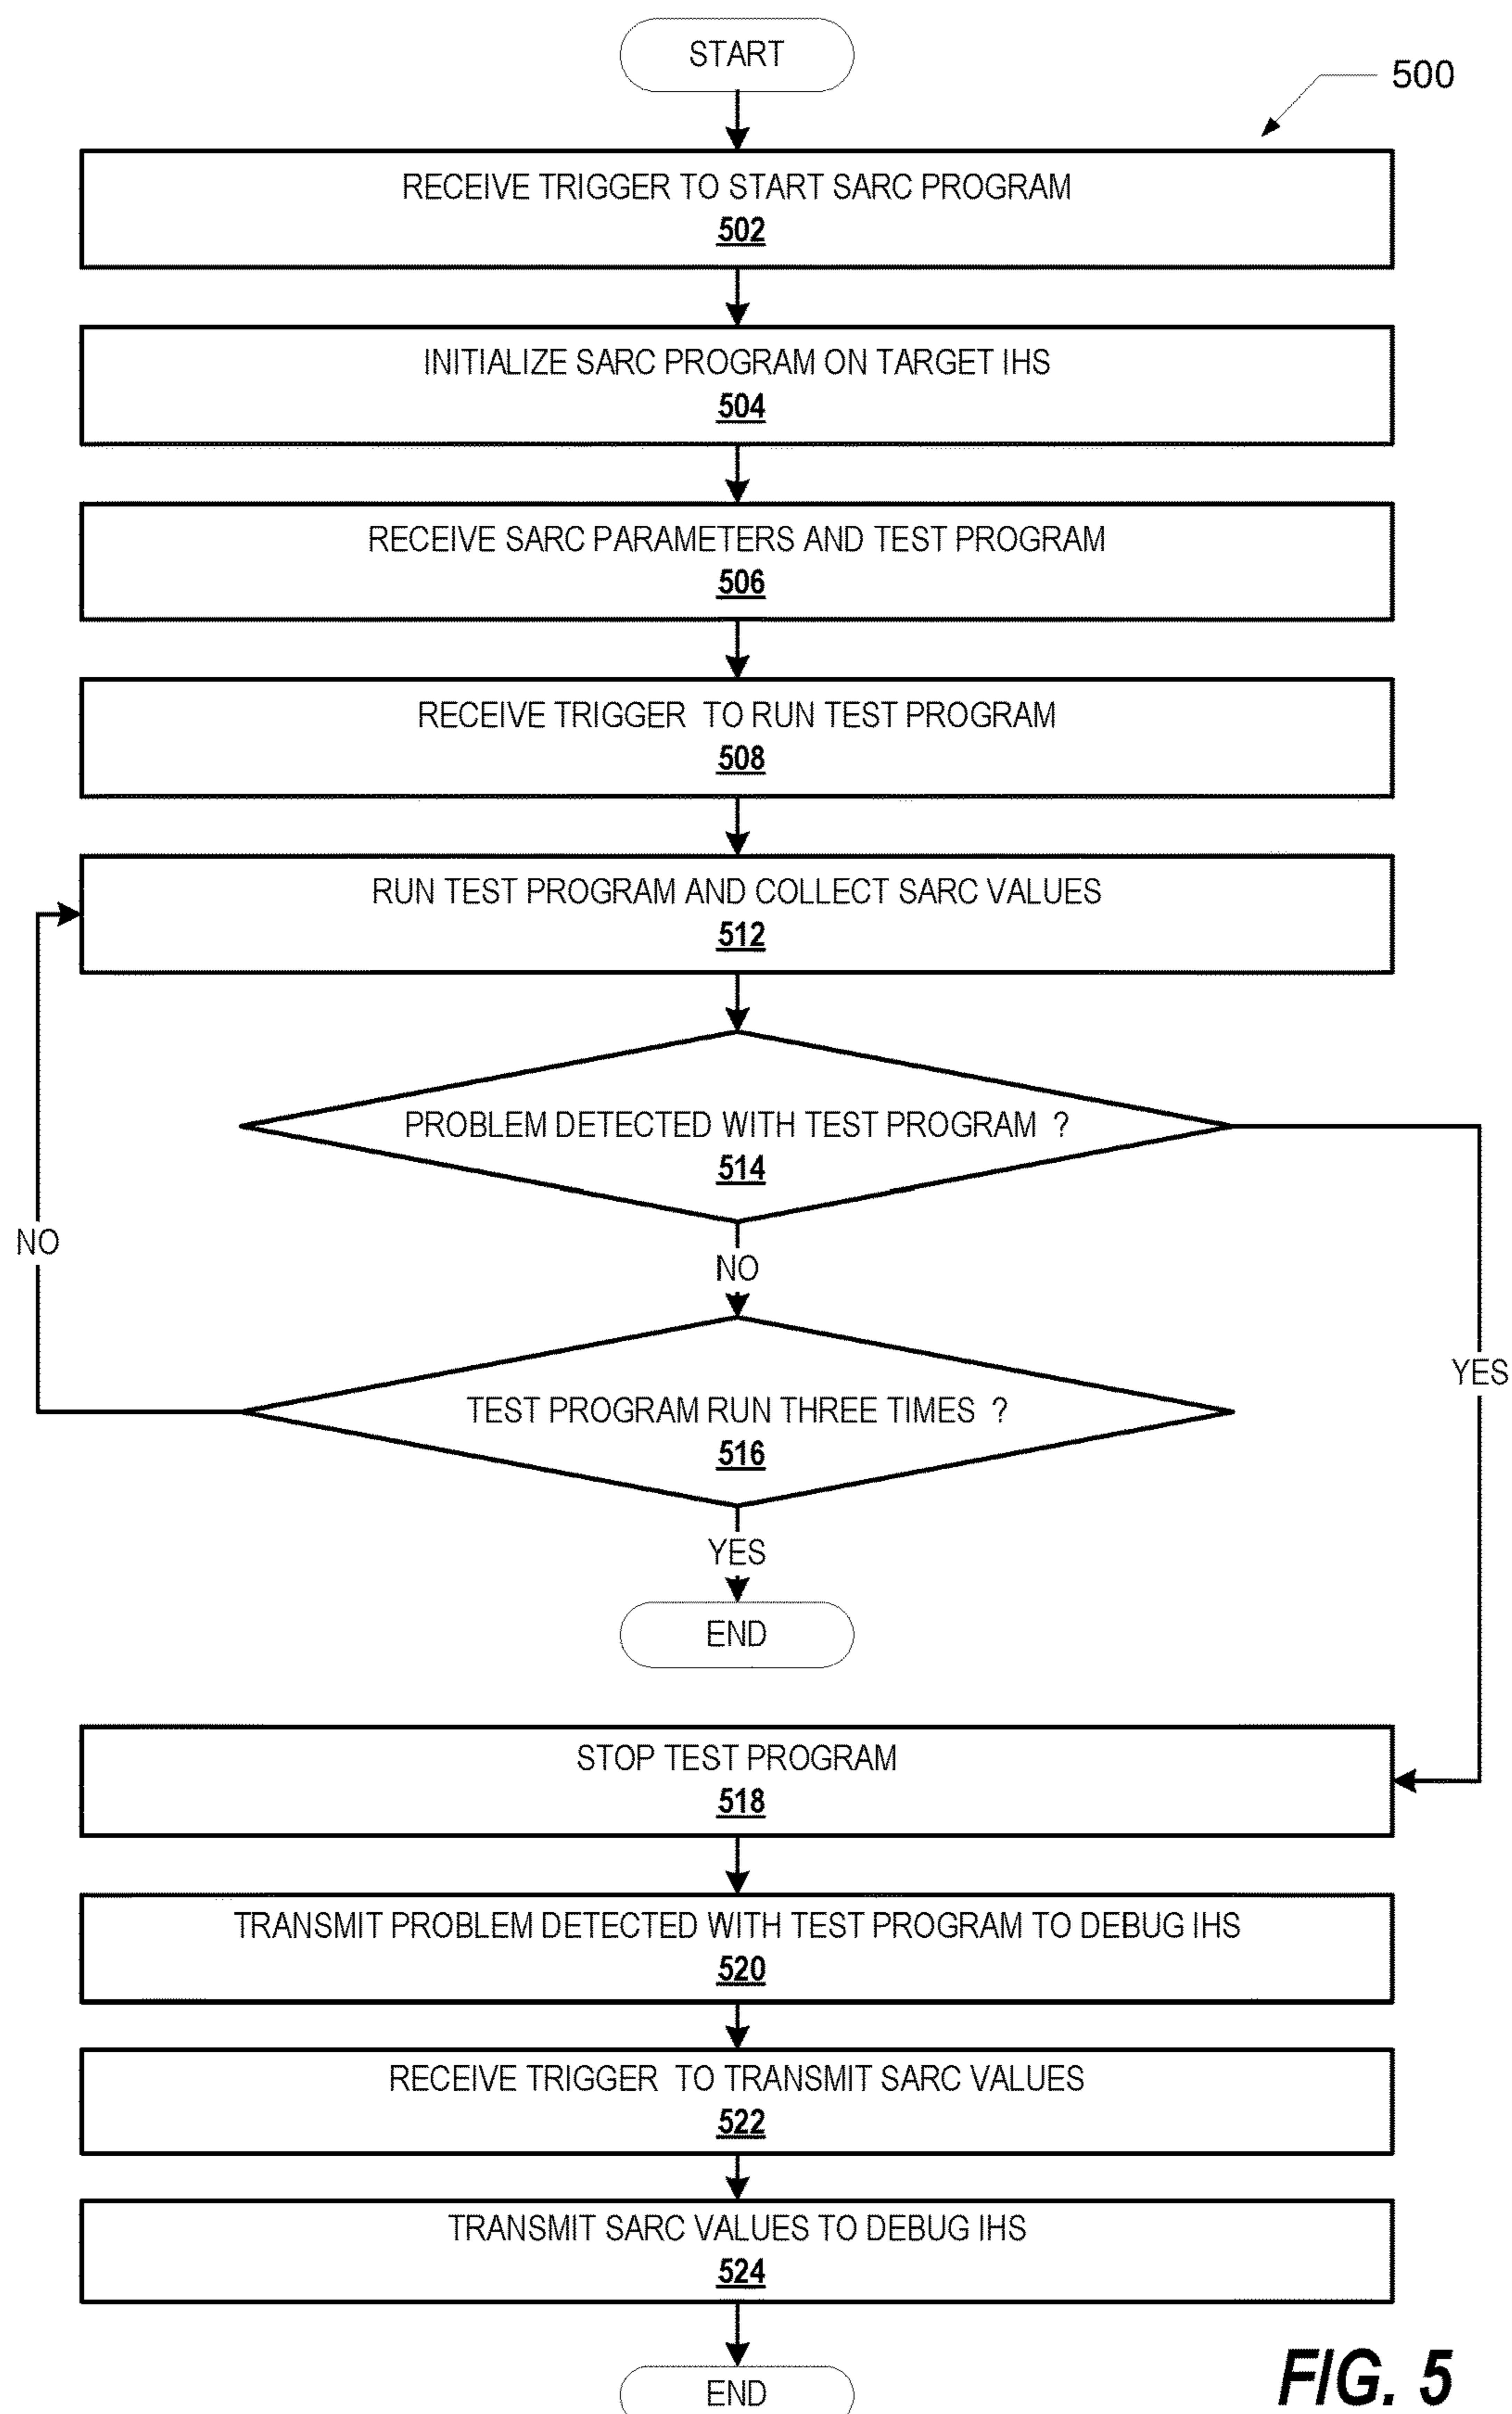 START
500
RECEIVE TRIGGER TO START SARC PROGRAM
502
INITIALIZE SARC PROGRAM ON TARGET IHS
504
RECEIVE SARC PARAMETERS AND TEST PROGRAM
506
RECEIVE TRIGGER TO RUN TEST PROGRAM
508
RUN TEST PROGRAM AND COLLECT SARC VALUES
512
PROBLEM DETECTED WITH TEST PROGRAM ?
514
NO
NO
YES
TEST PROGRAM RUN THREE TIMES ?
516
YES
END
STOP TEST PROGRAM
518
TRANSMIT PROBLEM DETECTED WITH TEST PROGRAM TO DEBUG IHS
520
RECEIVE TRIGGER TO TRANSMIT SARC VALUES
522
TRANSMIT SARC VALUES TO DEBUG IHS
524
END
FIG. 5